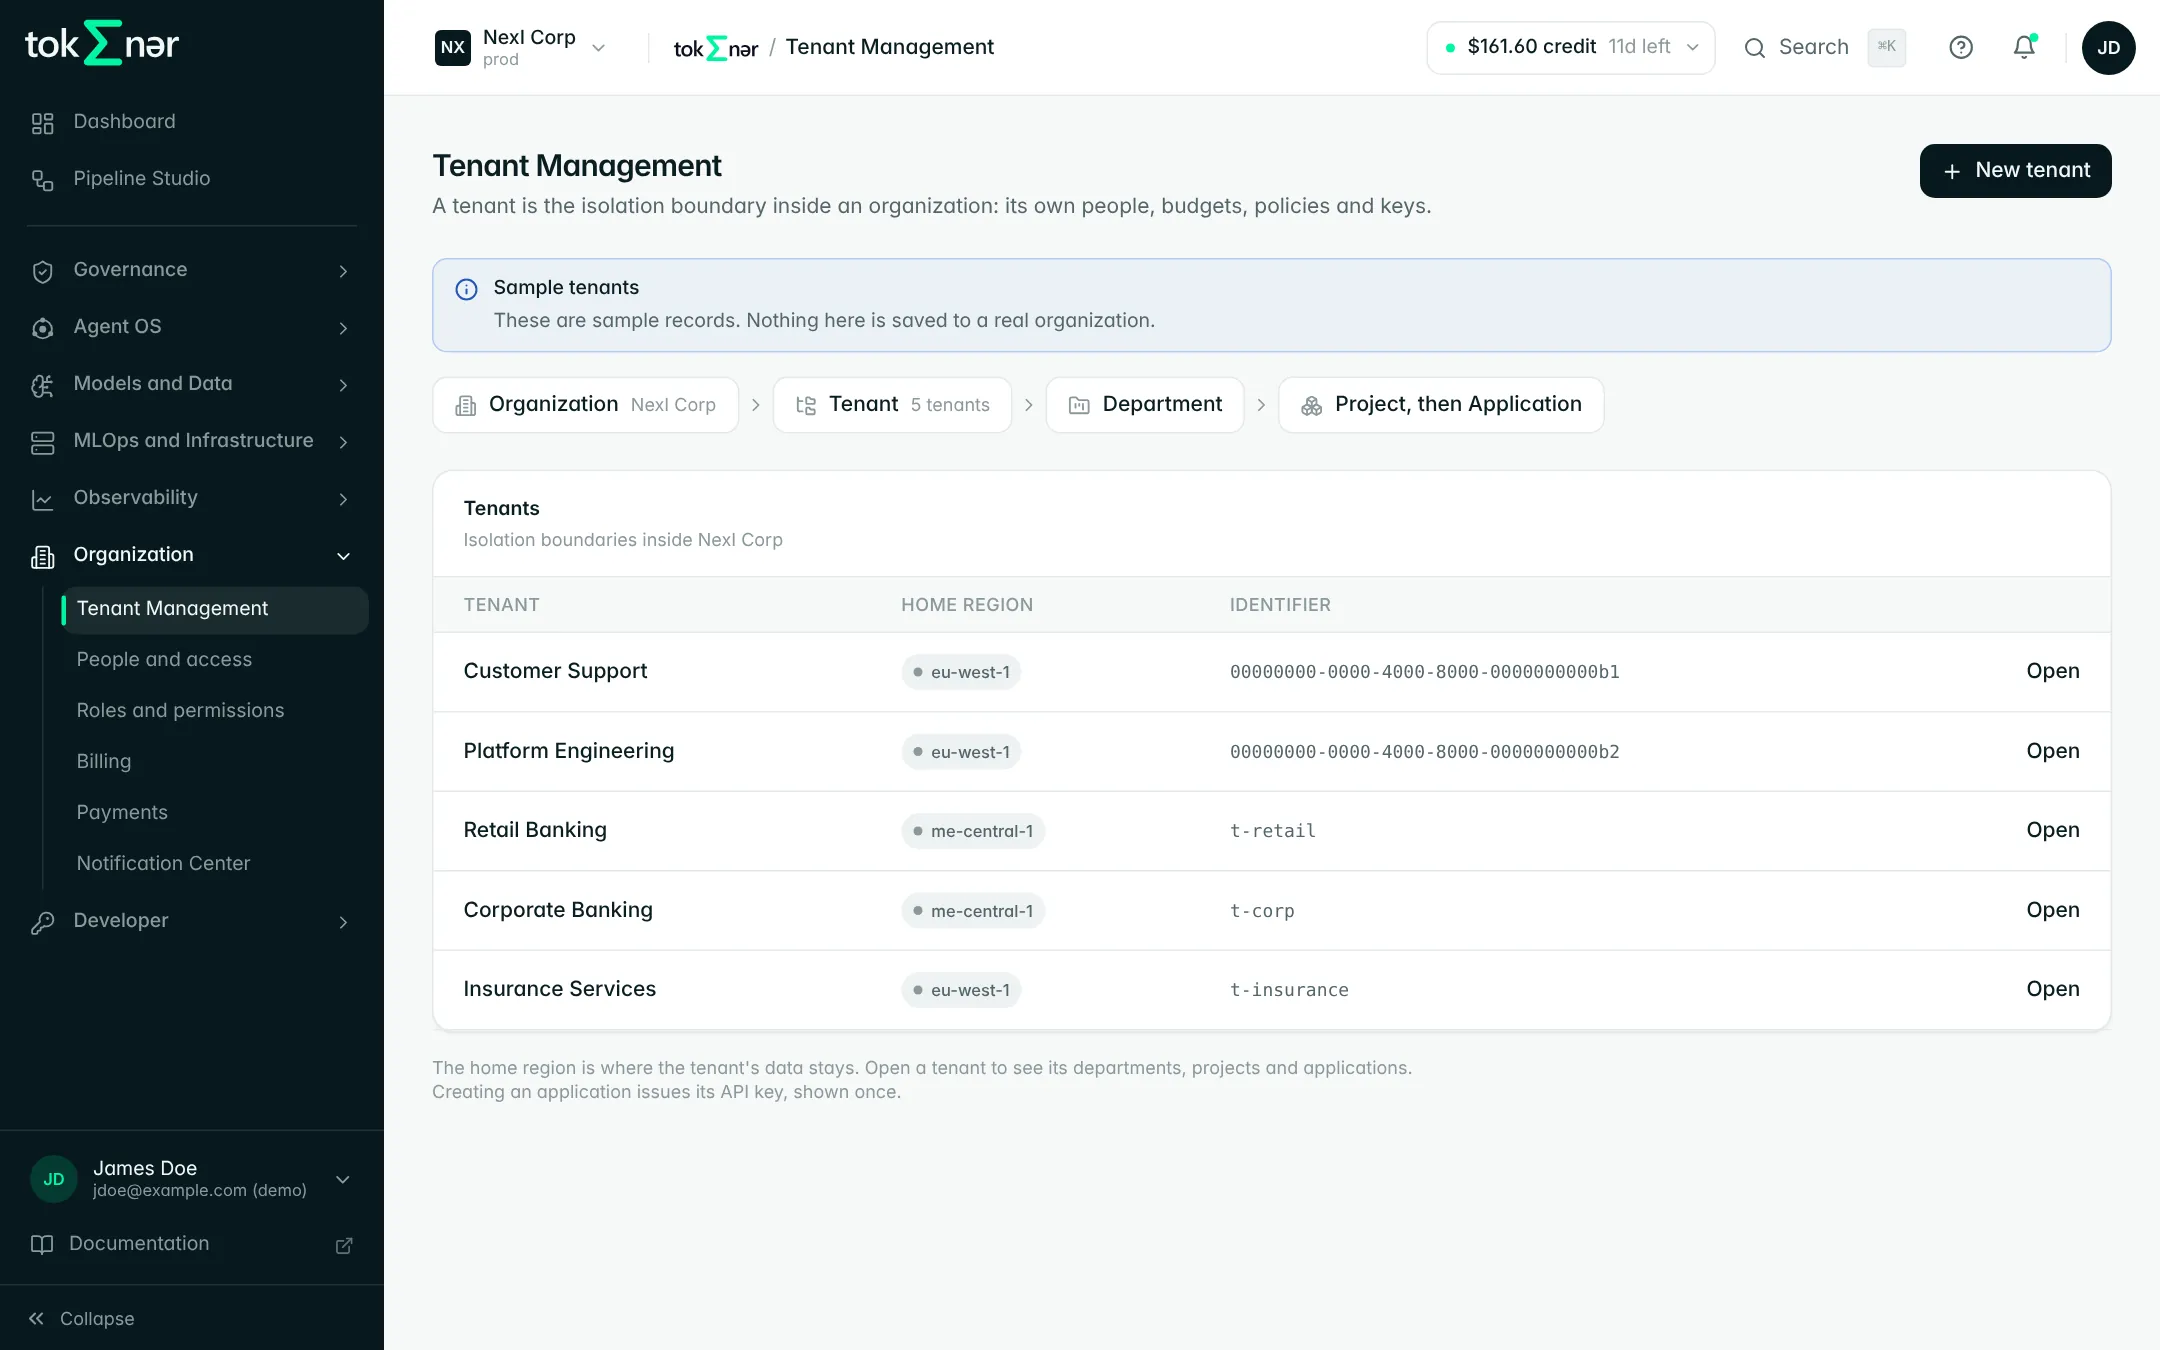 tokΣnər
Dashboard
Pipeline Studio
Governance
Agent OS
Models and Data
MLOps and Infrastructure
Observability
Organization
Tenant Management
People and access
Roles and permissions
Billing
Payments
Notification Center
Developer
JD
James Doe
jdoe@example.com (demo)
Documentation
Collapse
NX
Nexl Corp
prod
tokΣnər / Tenant Management
$161.60 credit 11d left
Search ⌘K
JD
Tenant Management
A tenant is the isolation boundary inside an organization: its own people, budgets, policies and keys.
New tenant
Sample tenants
These are sample records. Nothing here is saved to a real organization.
Organization Nexl Corp
Tenant 5 tenants
Department
Project, then Application
Tenants
Isolation boundaries inside Nexl Corp
TENANT HOME REGION IDENTIFIER
Customer Support eu-west-1 00000000-0000-4000-8000-0000000000b1 Open
Platform Engineering eu-west-1 00000000-0000-4000-8000-0000000000b2 Open
Retail Banking me-central-1 t-retail Open
Corporate Banking me-central-1 t-corp Open
Insurance Services eu-west-1 t-insurance Open
The home region is where the tenant's data stays. Open a tenant to see its departments, projects and applications.
Creating an application issues its API key, shown once.